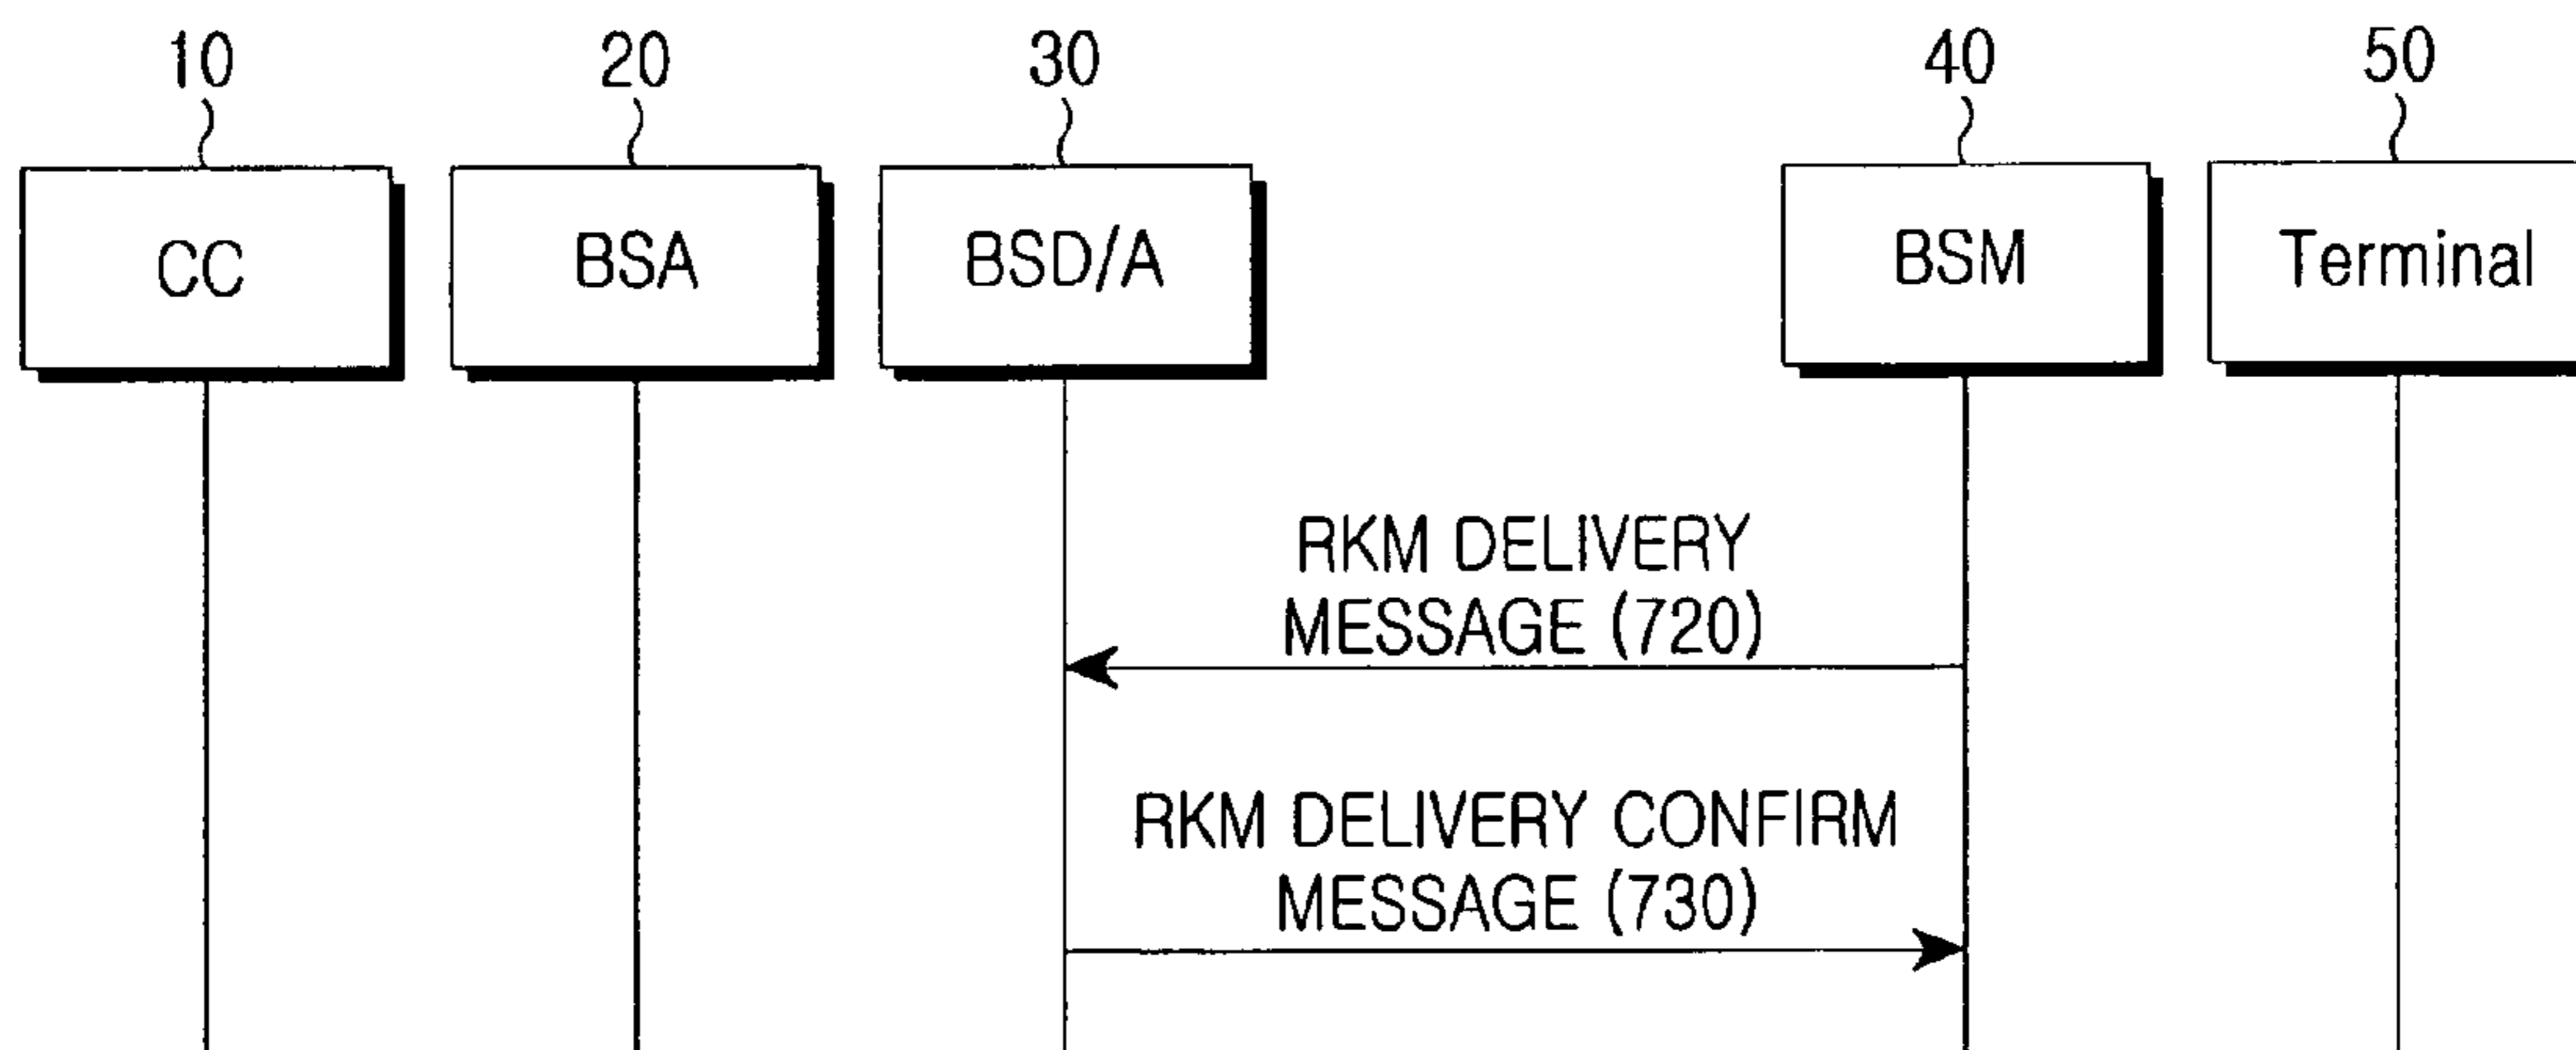 10
20
30
40
50
CC
BSA
BSD/A
BSM
Terminal
RKM DELIVERY
MESSAGE (720)
RKM DELIVERY CONFIRM
MESSAGE (730)